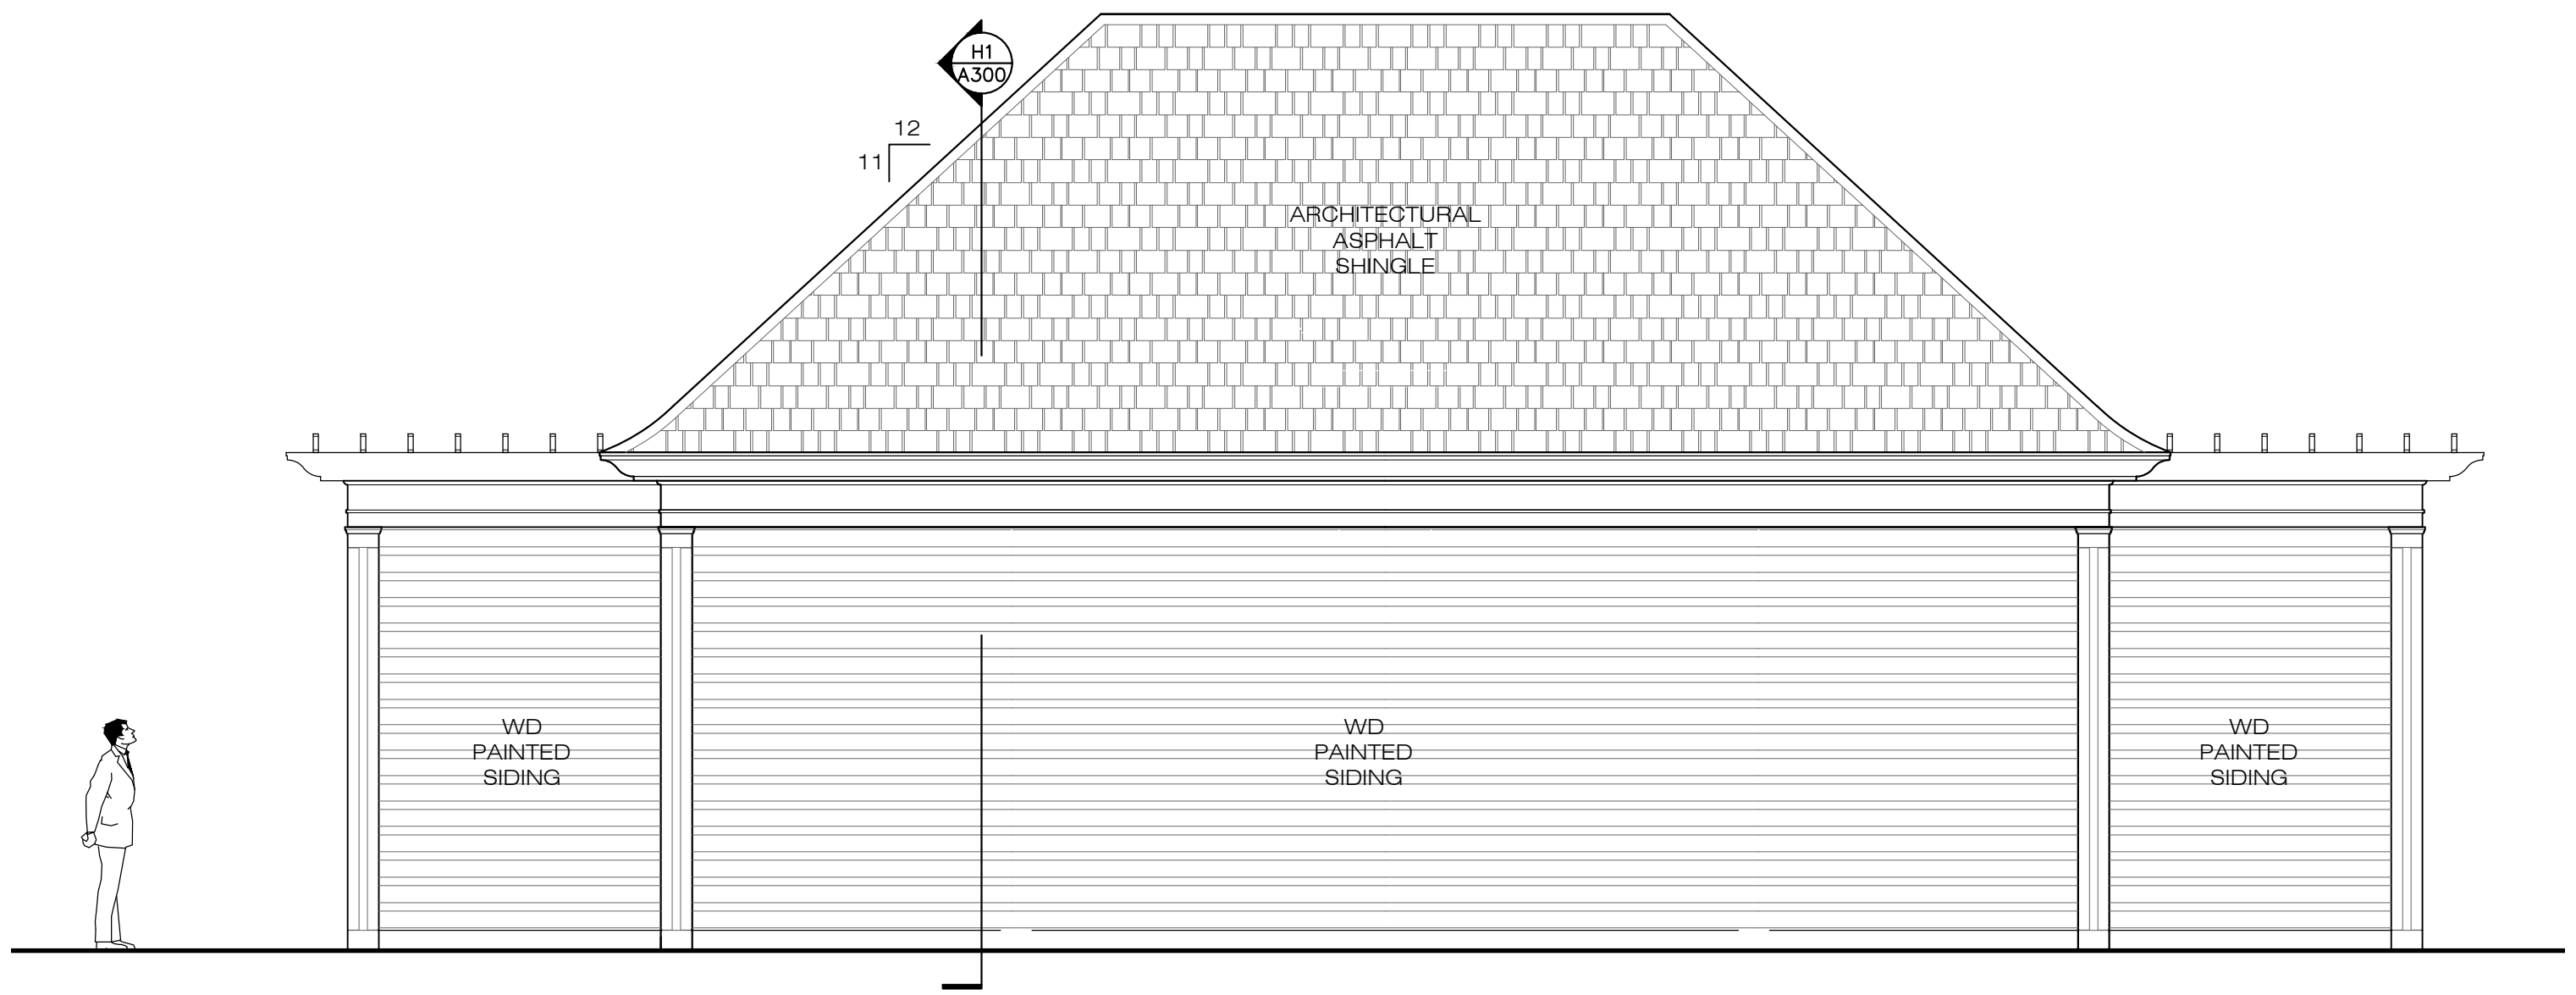 H1
A300
12
11
ARCHITECTURAL
ASPHALT
SHINGLE
WD
PAINTED
SIDING
WD
PAINTED
SIDING
WD
PAINTED
SIDING